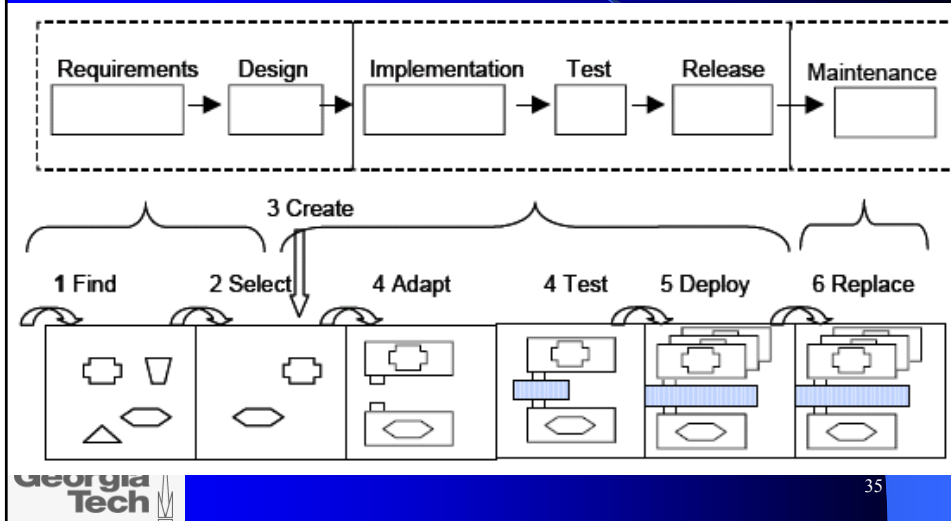 Requirements Design Implementation Test Release Maintenance
3 Create
1 Find 2 Select 4 Adapt 4 Test 5 Deploy 6 Replace
Georgia
Tech
35